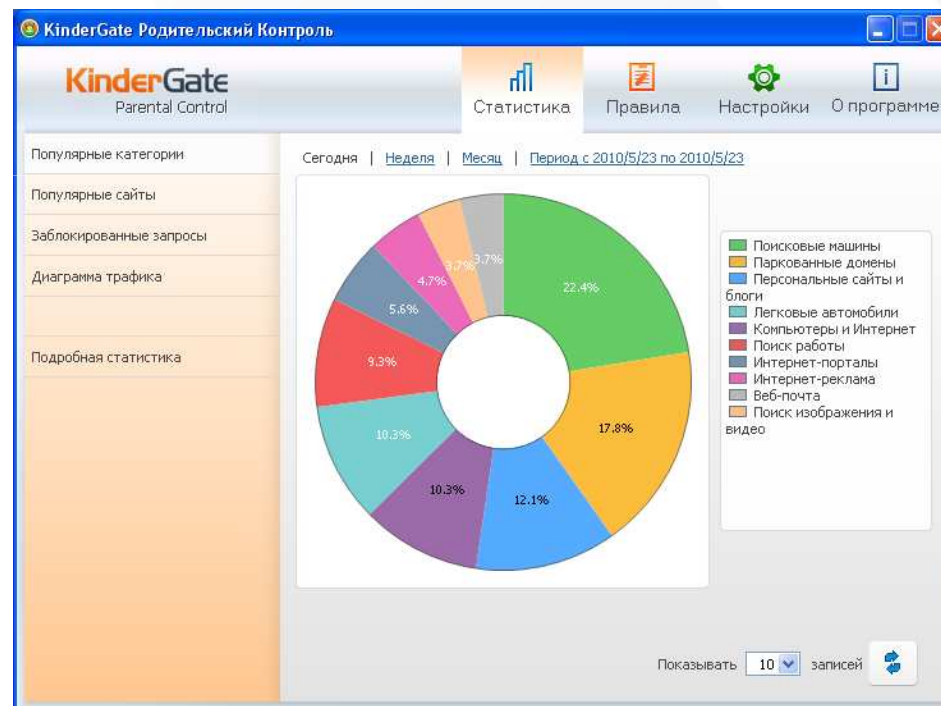 KinderGate Родительский Контроль
KinderGate
Parental Control
Статистика
Правила
Настройки
О программе
Популярные категории
Популярные сайты
Заблокированные запросы
Диаграмма трафика
Подробная статистика
Сегодня | Неделя | Месяц | Период с 2010/5/23 по 2010/5/23
22.4%
17.8%
12.1%
10.3%
10.3%
9.3%
5.6%
4.7%
3.7%
3.7%
Поисковые машины
Паркованные домены
Персональные сайты и
блоги
Легковые автомобили
Компьютеры и Интернет
Поиск работы
Интернет-порталы
Интернет-реклама
Веб-почта
Поиск изображения и
видео
Показывать 10 записей